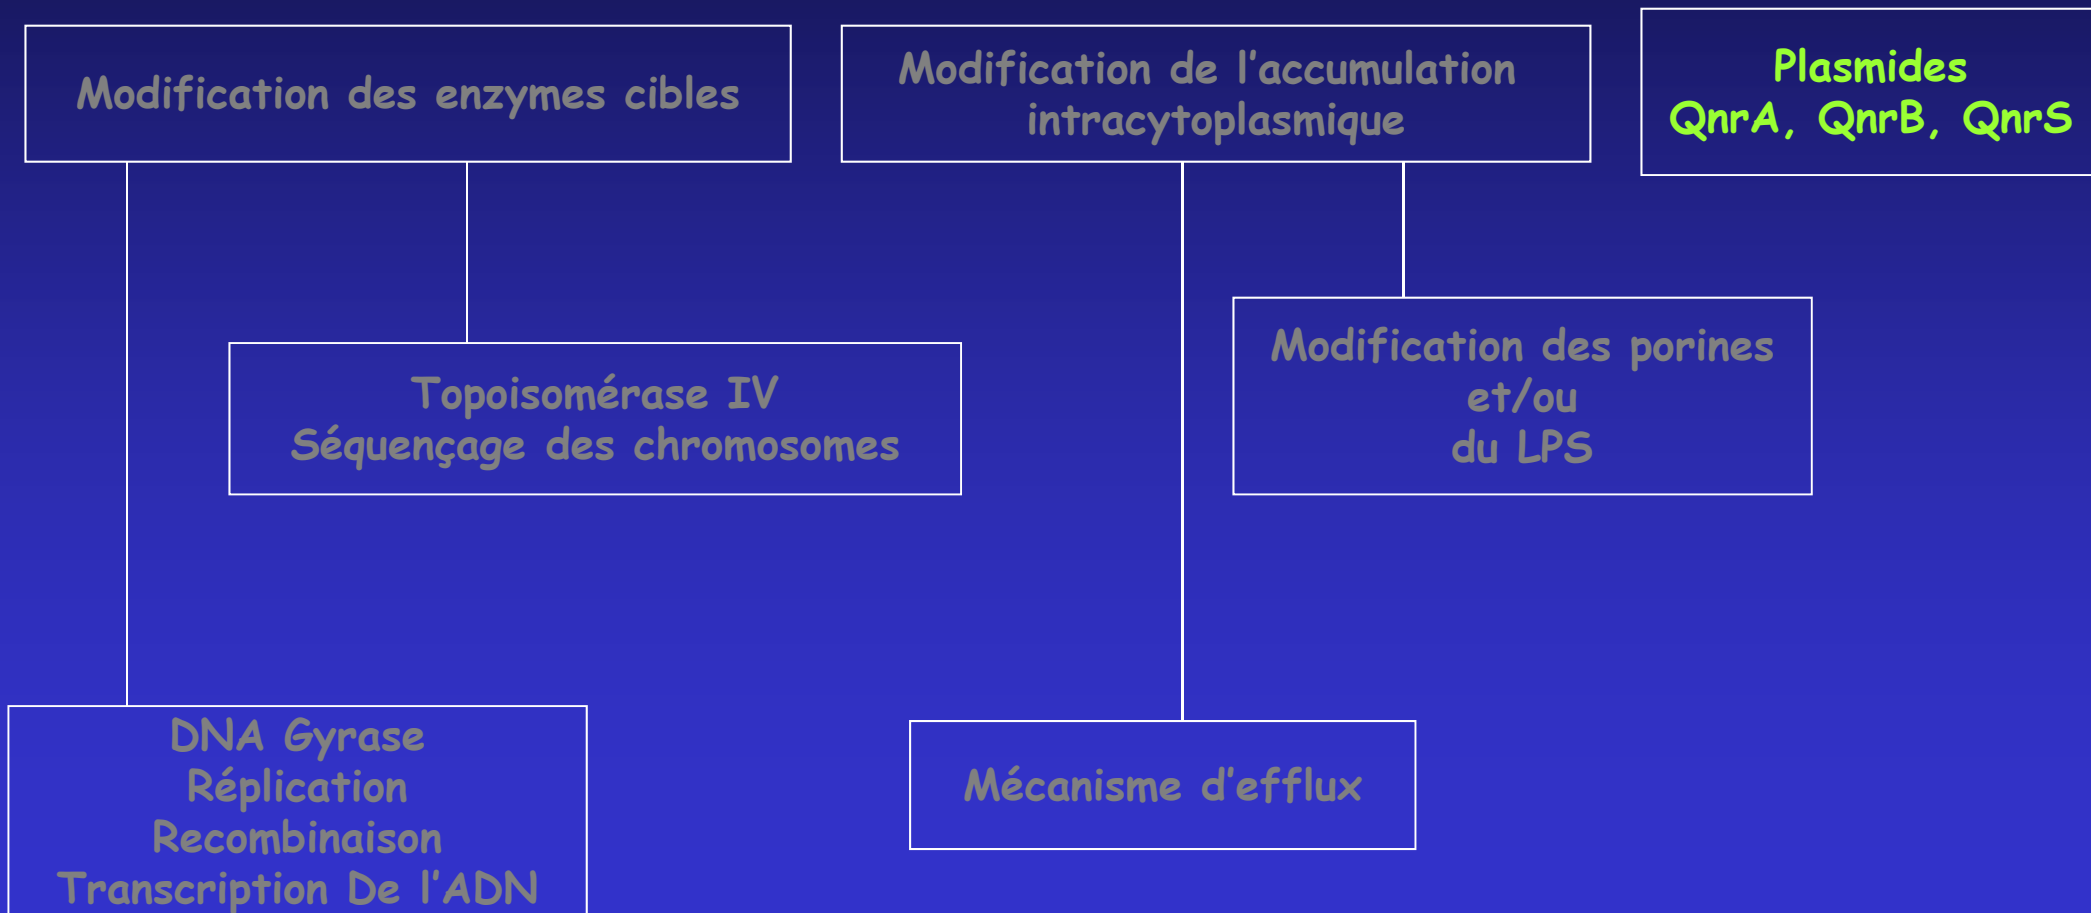 Modification des enzymes cibles
Modification de l'accumulation
intracytoplasmique
Plasmides
QnrA, QnrB, QnrS
Topoisomérase IV
Séquençage des chromosomes
Modification des porines
et/ou
du LPS
DNA Gyrase
Réplication
Recombinaison
Transcription De l'ADN
Mécanisme d'efflux